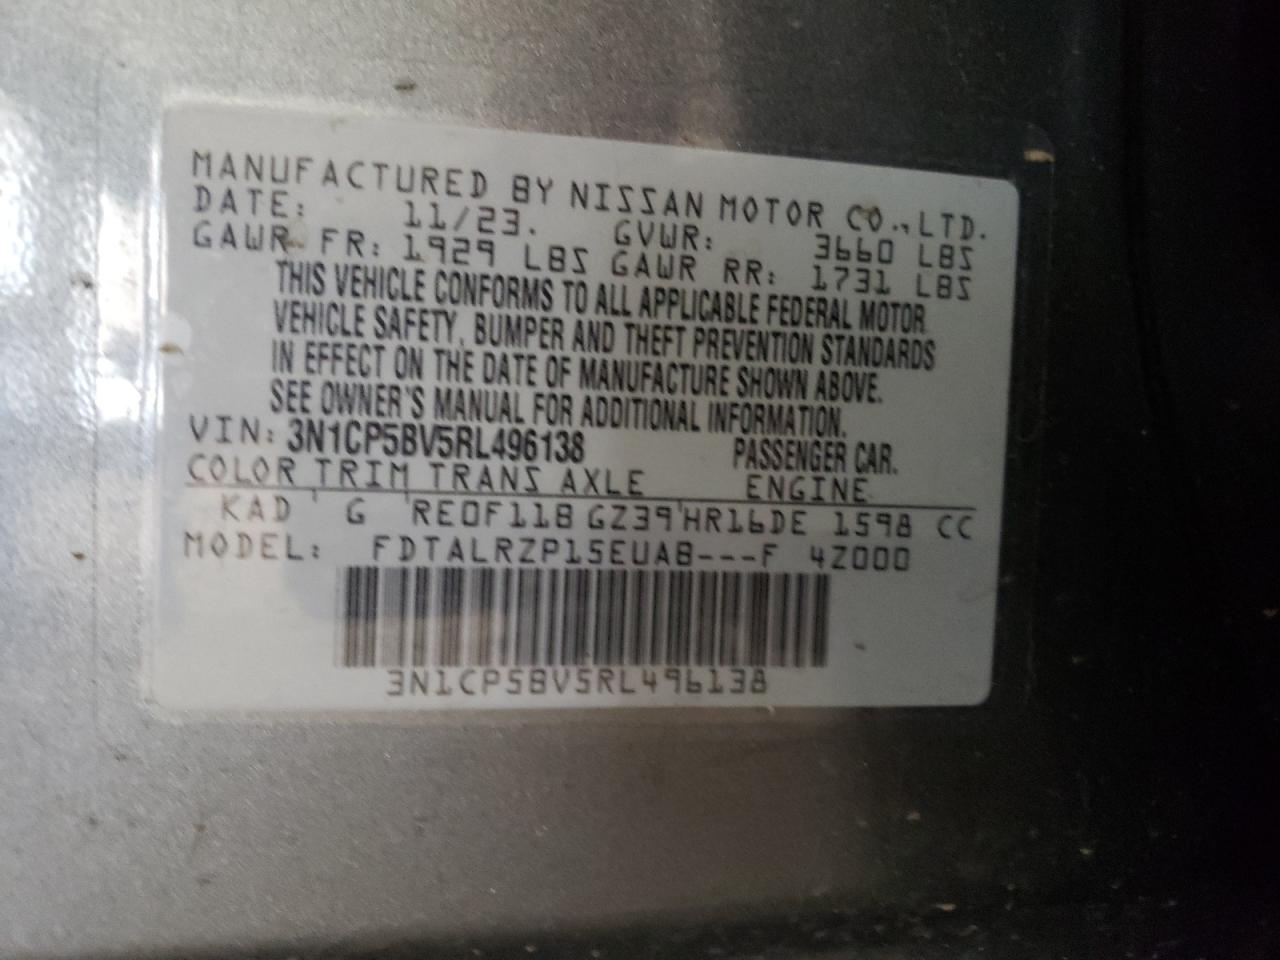 MANUFACTURED BY NISSAN MOTOR CO., LTD.
DATE: 11/23. GVWR: 3660 LBS
GAWR FR: 1929 LBS GAWR RR: 1731 LBS
THIS VEHICLE CONFORMS TO ALL APPLICABLE FEDERAL MOTOR
VEHICLE SAFETY, BUMPER AND THEFT PREVENTION STANDARDS
IN EFFECT ON THE DATE OF MANUFACTURE SHOWN ABOVE.
SEE OWNER'S MANUAL FOR ADDITIONAL INFORMATION.
VIN: 3N1CP5BV5RL496138 PASSENGER CAR.
COLOR TRIM TRANS AXLE ENGINE
KAD G RE0F11B GZ39 HR16DE 1598 CC
MODEL: FDTALRZP15EUAB---F 4Z000
3N1CP5BV5RL496138